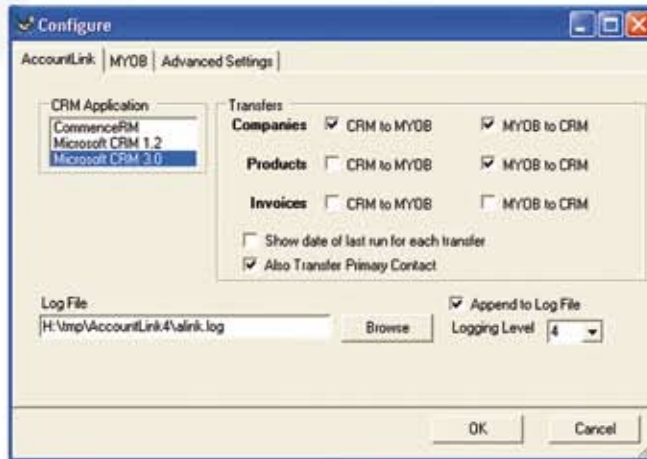 Configure
AccountLink MYOB Advanced Settings
CRM Application
CommenceRM
Microsoft CRM 1.2
Microsoft CRM 3.0
Transfers
Companies CRM to MYOB MYOB to CRM
Products CRM to MYOB MYOB to CRM
Invoices CRM to MYOB MYOB to CRM
Show date of last run for each transfer
Also Transfer Primary Contact
Log File
H:\tmp\AccountLink4\alink.log
Browse
Append to Log File
Logging Level 4
OK Cancel